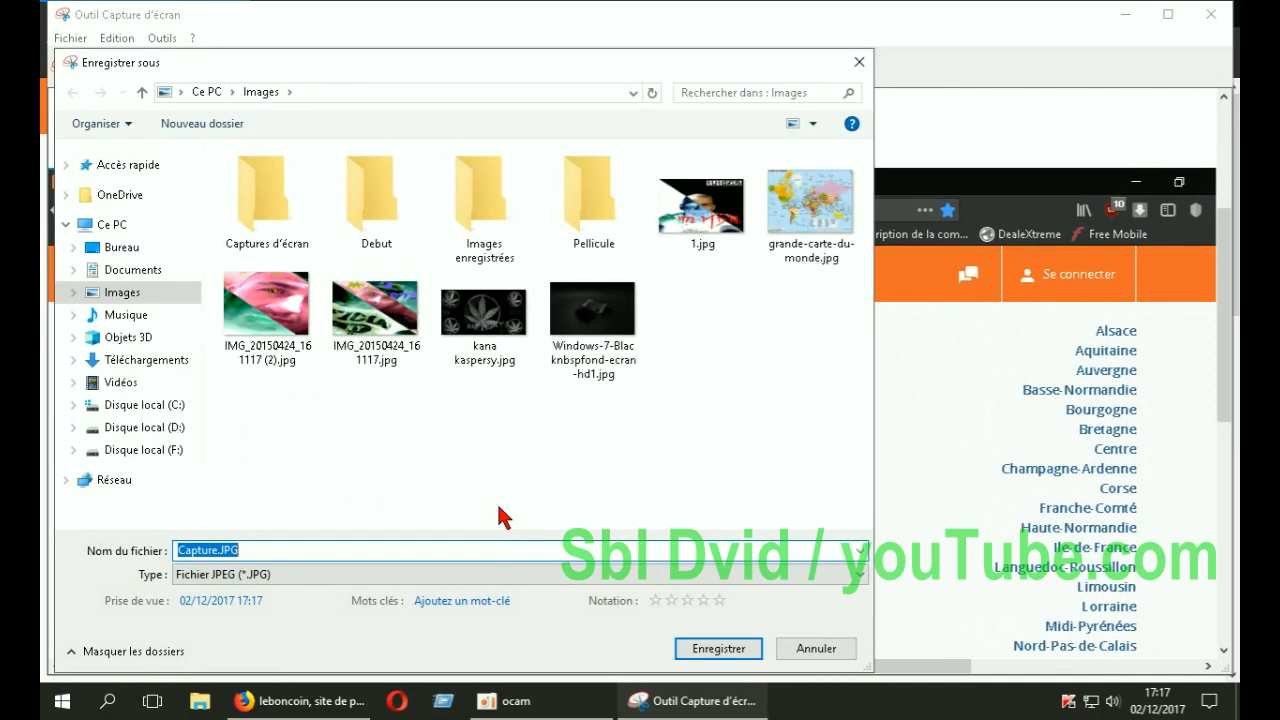 Outil Capture d'écran
Fichier Edition Outils ?
Enregistrer sous
Ce PC Images
Rechercher dans : Images
Organiser
Nouveau dossier
Accès rapide
OneDrive
Ce PC
Bureau
Documents
Images
Musique
Objets 3D
Téléchargements
Vidéos
Disque local (C:)
Disque local (D:)
Disque local (F:)
Réseau
Captures d'écran
Debut
Images
enregistrées
Pellicule
1.jpg
grande-carte-du-
monde.jpg
IMG_20150424_16
1117 (2).jpg
IMG_20150424_16
1117.jpg
kana
kaspersy.jpg
Windows-7-Blac
knbspfond-ecran
-hd1.jpg
Nom du fichier : Capture.JPG
Type : Fichier JPEG (*.JPG)
Prise de vue : 02/12/2017 17:17
Mots clés : Ajoutez un mot-clé
Notation :
Masquer les dossiers
Enregistrer
Annuler
10
ription de la com...
DealeXtreme
Free Mobile
Se connecter
Alsace
Aquitaine
Auvergne
Basse-Normandie
Bourgogne
Bretagne
Centre
Champagne-Ardenne
Corse
Franche-Comté
Haute-Normandie
Ile-de-France
Languedoc-Roussillon
Limousin
Lorraine
Midi-Pyrénées
Nord-Pas-de-Calais
Sbl Dvid / youTube.com
leboncoin, site de p...
ocam
Outil Capture d'écr...
17:17
02/12/2017